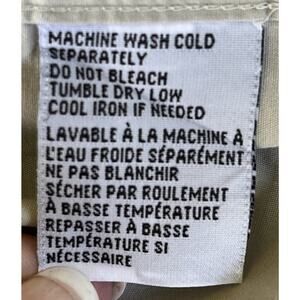 MACHINE WASH COLD
SEPARATELY
DO NOT BLEACH
TUMBLE DRY LOW
COOL IRON IF NEEDED
LAVABLE À LA MACHINE À
L'EAU FROIDE SÉPARÉMENT
NE PAS BLANCHIR
SÉCHER PAR ROULEMENT
À BASSE TEMPÉRATURE
REPASSER À BASSE
TEMPÉRATURE SI
NÉCESSAIRE